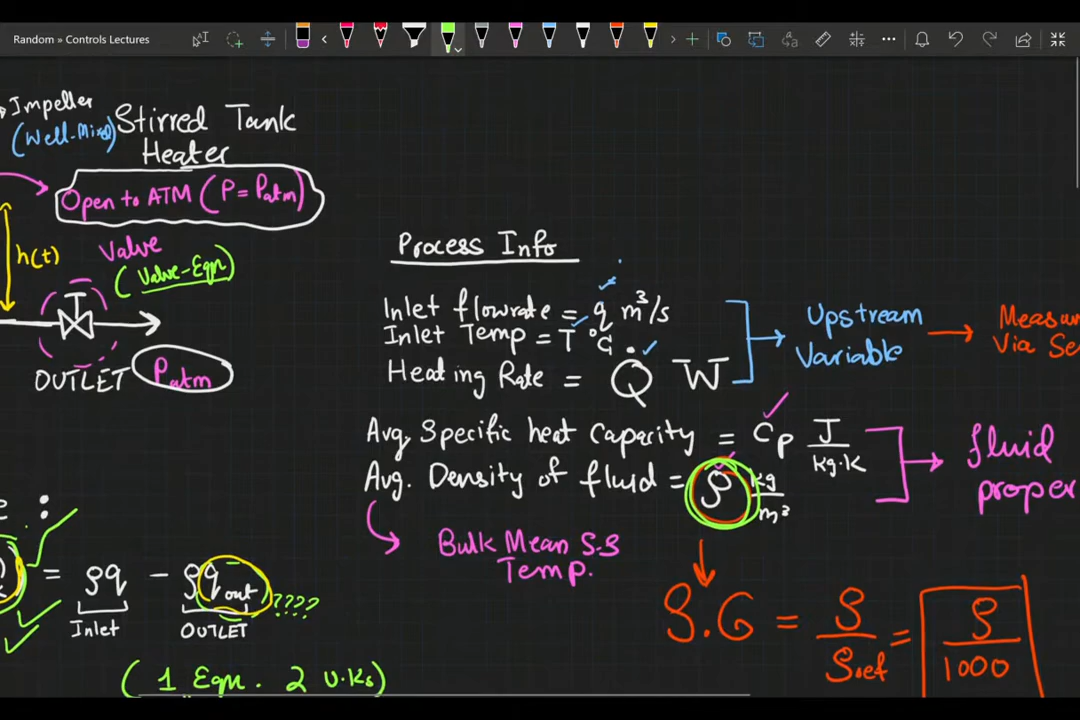 Random » Controls Lectures
Impeller
(Well-Mixed)
Stirred Tank
Heater
Open to ATM (P = Patm)
h(t)
Valve
(Valve-Eqn)
OUTLET
Patm
Process Info
Inlet flowrate = q m³/s
Inlet Temp = T °C
Heating Rate = Q̇ W
Upstream
Variable
Via
Avg. Specific heat Capacity = Cp J/kg·K
Avg. Density of fluid = ρ kg/m³
fluid
Bulk Mean S.S
Temp.
= ρq − ρqout ????
Inlet
OUTLET
(1 Eqn. 2 U.Ks)
S.G = ρ/ρref = ρ/1000